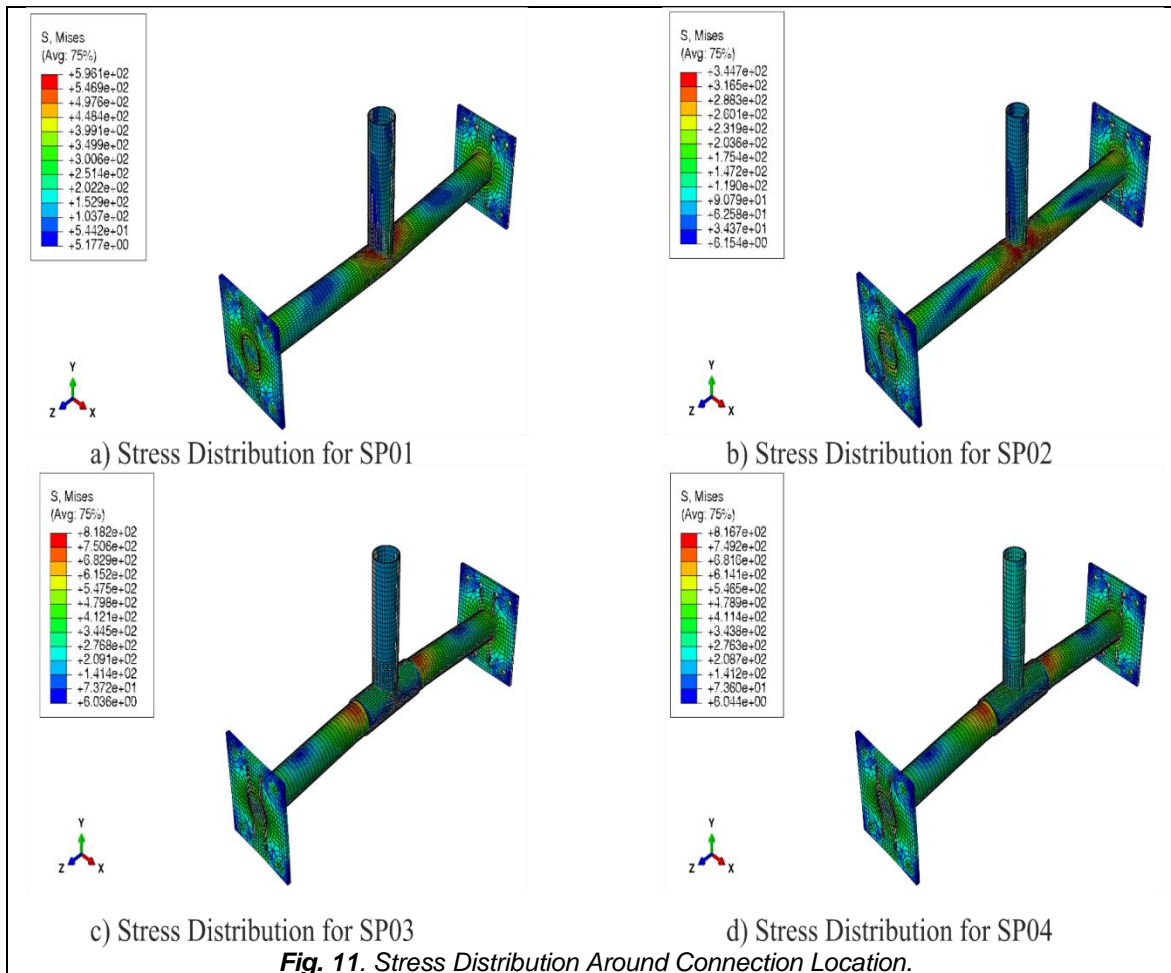 S, Mises
(Avg: 75%)
+5.961e+02
+5.469e+02
+4.976e+02
+4.484e+02
+3.991e+02
+3.499e+02
+3.006e+02
+2.514e+02
+2.022e+02
+1.529e+02
+1.037e+02
+5.442e+01
+5.177e+00
Y
Z
X
a) Stress Distribution for SP01
S, Mises
(Avg: 75%)
+3.447e+02
+3.165e+02
+2.883e+02
+2.601e+02
+2.319e+02
+2.036e+02
+1.754e+02
+1.472e+02
+1.190e+02
+9.079e+01
+6.258e+01
+3.437e+01
+6.154e+00
Y
Z
X
b) Stress Distribution for SP02
S, Mises
(Avg: 75%)
+8.182e+02
+7.506e+02
+6.829e+02
+6.152e+02
+5.475e+02
+4.798e+02
+4.121e+02
+3.445e+02
+2.768e+02
+2.091e+02
+1.414e+02
+7.372e+01
+6.036e+00
Y
Z
X
c) Stress Distribution for SP03
S, Mises
(Avg: 75%)
+8.167e+02
+7.492e+02
+6.816e+02
+6.141e+02
+5.465e+02
+4.789e+02
+4.114e+02
+3.438e+02
+2.763e+02
+2.087e+02
+1.412e+02
+7.360e+01
+6.044e+00
Y
Z
X
d) Stress Distribution for SP04
Fig. 11. Stress Distribution Around Connection Location.